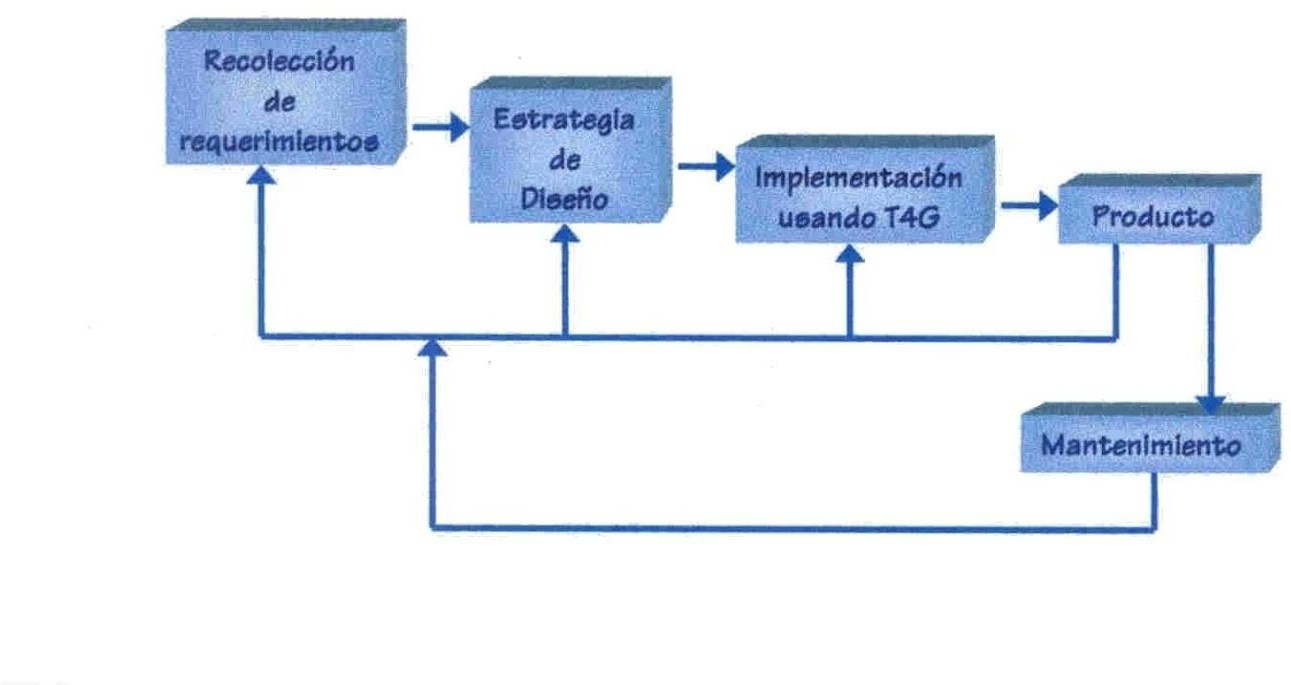 Recolección
de
requerimientos
Estrategia
de
Diseño
Implementación
usando T4G
Producto
Mantenimiento